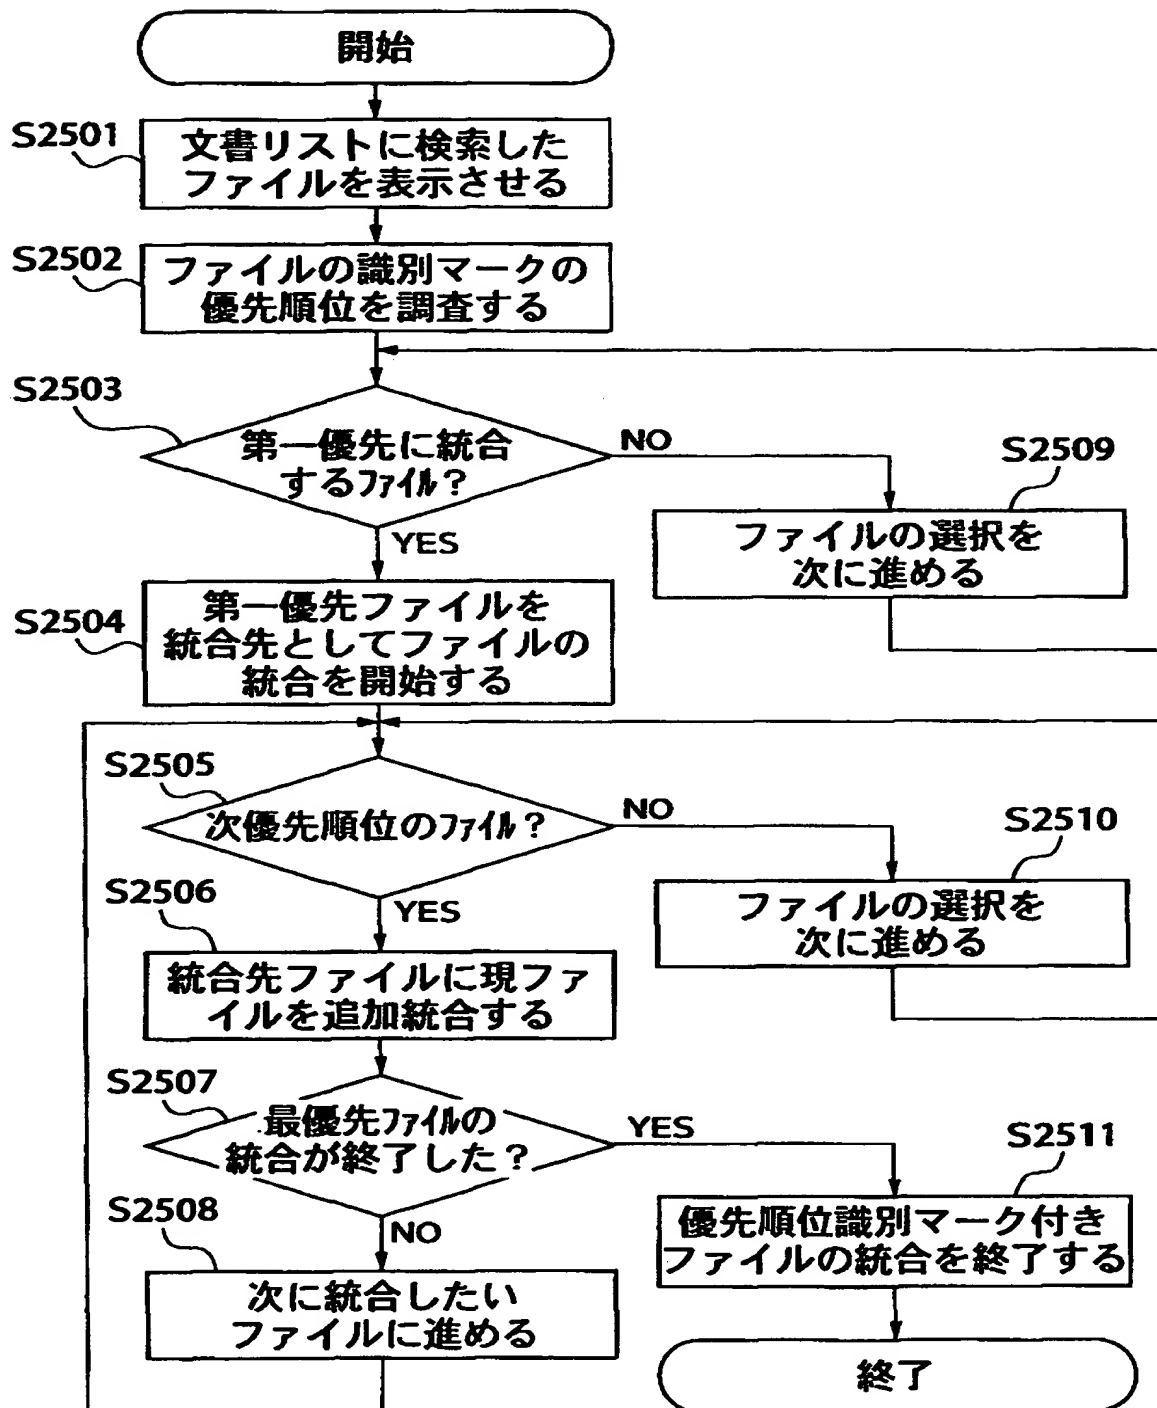 開始
S2501
文書リストに検索した
ファイルを表示させる
S2502
ファイルの識別マークの
優先順位を調査する
S2503
第一優先に統合
するファイル?
NO
YES
S2509
ファイルの選択を
次に進める
S2504
第一優先ファイルを
統合先としてファイルの
統合を開始する
S2505
次優先順位のファイル?
NO
YES
S2510
ファイルの選択を
次に進める
S2506
統合先ファイルに現ファ
イルを追加統合する
S2507
最優先ファイルの
統合が終了した?
YES
NO
S2511
優先順位識別マーク付き
ファイルの統合を終了する
S2508
次に統合したい
ファイルに進める
終了